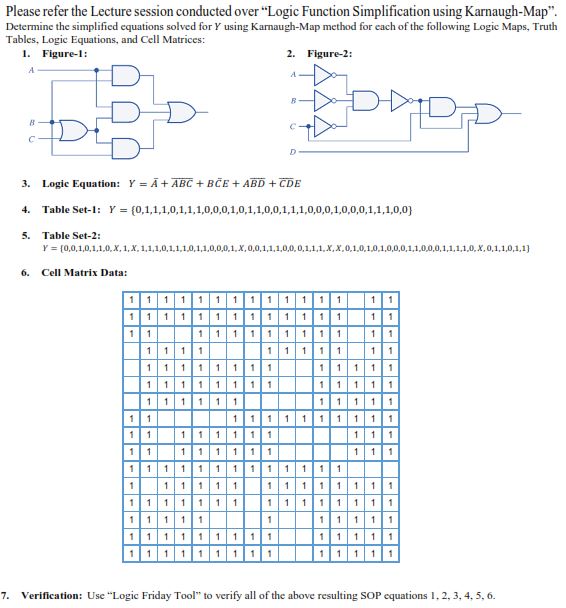 Please refer the Lecture session conducted over “Logic Function Simplification using Karnaugh-Map”.
Determine the simplified equations solved for Y using Karnaugh-Map method for each of the following Logic Maps, Truth
Tables, Logic Equations, and Cell Matrices:
1. Figure-1:
A
B
C
2. Figure-2:
A
B
C
D
3. Logic Equation: Y = Ā + A̅B̅C̅ + BC̄E + A̅B̅D̅ + C̅D̅E
4. Table Set-1: Y = {0,1,1,1,0,1,1,1,0,0,0,1,0,1,1,0,0,1,1,1,0,0,0,1,0,0,0,1,1,1,0,0}
5. Table Set-2:
Y = {0,0,1,0,1,1,0,X,1,X,1,1,1,0,1,1,1,0,1,1,0,0,0,1,X,0,0,1,1,1,0,0,0,1,1,1,X,X,0,1,0,1,0,1,0,0,0,1,1,0,0,0,1,1,1,1,0,X,0,1,1,0,1,1}
6. Cell Matrix Data:
1 1 1 1 1 1 1 1 1 1 1 1 1 1 1
1 1 1 1 1 1 1 1 1 1 1 1 1 1 1
1 1 1 1 1 1 1 1 1 1 1 1 1
1 1 1 1 1 1 1 1 1 1 1
1 1 1 1 1 1 1 1 1 1 1 1 1
1 1 1 1 1 1 1 1 1 1 1 1 1
1 1 1 1 1 1 1 1 1 1 1
1 1 1 1 1 1 1 1 1 1 1 1
1 1 1 1 1 1 1 1 1 1 1
1 1 1 1 1 1 1 1 1 1 1
1 1 1 1 1 1 1 1 1 1 1 1 1
1 1 1 1 1 1 1 1 1 1 1 1 1 1
1 1 1 1 1 1 1 1 1 1 1 1 1 1 1
1 1 1 1 1 1 1 1 1 1 1
1 1 1 1 1 1 1 1 1 1 1 1 1 1
1 1 1 1 1 1 1 1 1 1 1 1 1 1
7. Verification: Use “Logic Friday Tool” to verify all of the above resulting SOP equations 1, 2, 3, 4, 5, 6.